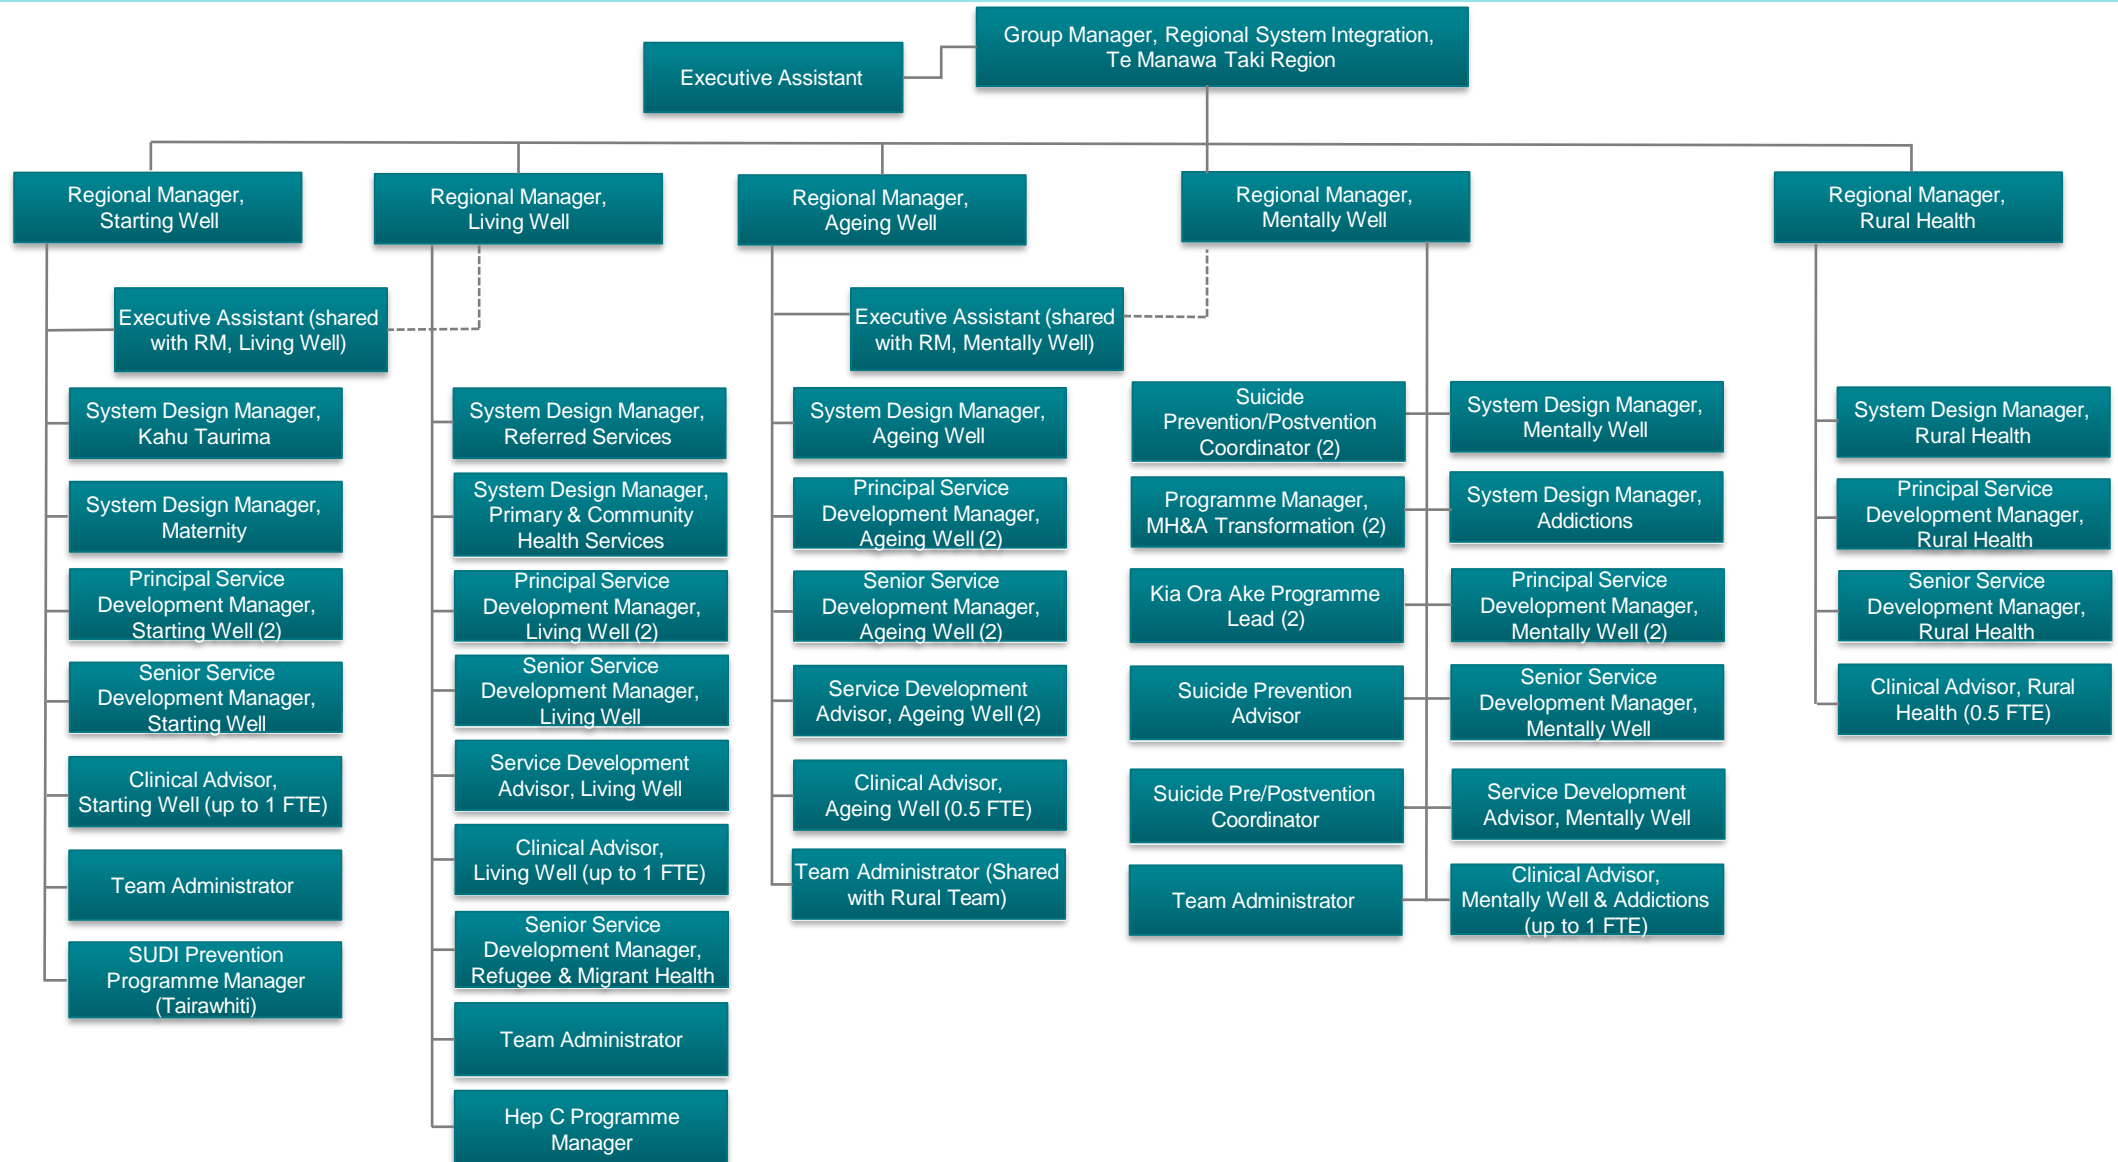 Group Manager, Regional System Integration,
Te Manawa Taki Region
Executive Assistant
Regional Manager,
Starting Well
Regional Manager,
Living Well
Regional Manager,
Ageing Well
Regional Manager,
Mentally Well
Regional Manager,
Rural Health
Executive Assistant (shared
with RM, Living Well)
System Design Manager,
Kahu Taurima
System Design Manager,
Maternity
Principal Service
Development Manager,
Starting Well (2)
Senior Service
Development Manager,
Starting Well
Clinical Advisor,
Starting Well (up to 1 FTE)
Team Administrator
SUDI Prevention
Programme Manager
(Tairawhiti)
System Design Manager,
Referred Services
System Design Manager,
Primary & Community
Health Services
Principal Service
Development Manager,
Living Well (2)
Senior Service
Development Manager,
Living Well
Service Development
Advisor, Living Well
Clinical Advisor,
Living Well (up to 1 FTE)
Senior Service
Development Manager,
Refugee & Migrant Health
Team Administrator
Hep C Programme
Manager
Executive Assistant (shared
with RM, Mentally Well)
System Design Manager,
Ageing Well
Principal Service
Development Manager,
Ageing Well (2)
Senior Service
Development Manager,
Ageing Well (2)
Service Development
Advisor, Ageing Well (2)
Clinical Advisor,
Ageing Well (0.5 FTE)
Team Administrator (Shared
with Rural Team)
Suicide
Prevention/Postvention
Coordinator (2)
Programme Manager,
MH&A Transformation (2)
Kia Ora Ake Programme
Lead (2)
Suicide Prevention
Advisor
Suicide Pre/Postvention
Coordinator
Team Administrator
System Design Manager,
Mentally Well
System Design Manager,
Addictions
Principal Service
Development Manager,
Mentally Well (2)
Senior Service
Development Manager,
Mentally Well
Service Development
Advisor, Mentally Well
Clinical Advisor,
Mentally Well & Addictions
(up to 1 FTE)
System Design Manager,
Rural Health
Principal Service
Development Manager,
Rural Health
Senior Service
Development Manager,
Rural Health
Clinical Advisor, Rural
Health (0.5 FTE)